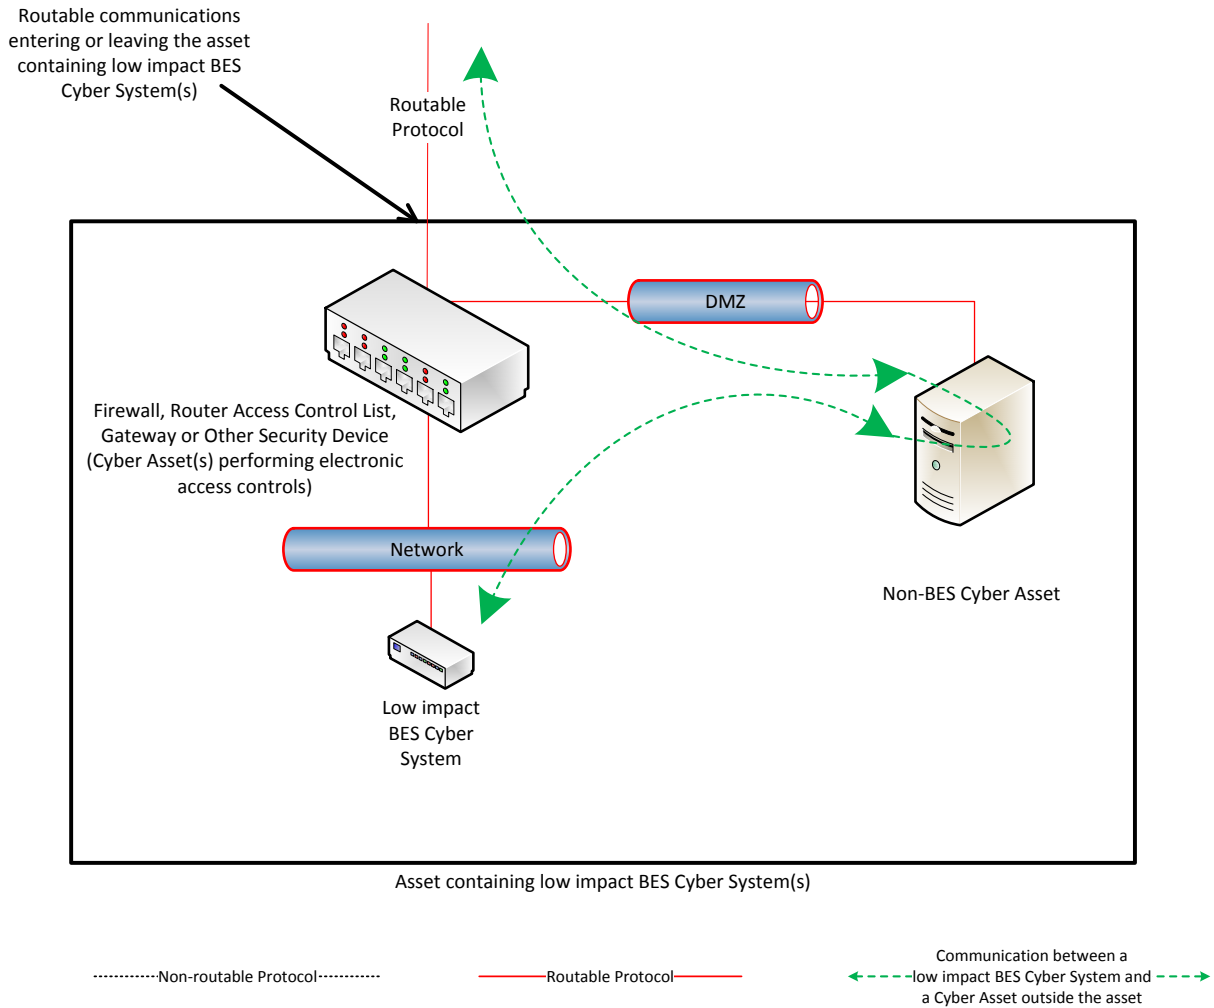 Routable communications
entering or leaving the asset
containing low impact BES
Cyber System(s)
Routable
Protocol
DMZ
Firewall, Router Access Control List,
Gateway or Other Security Device
(Cyber Asset(s) performing electronic
access controls)
Network
Non-BES Cyber Asset
Low impact
BES Cyber
System
Asset containing low impact BES Cyber System(s)
Non-routable Protocol
Routable Protocol
Communication between a
low impact BES Cyber System and
a Cyber Asset outside the asset